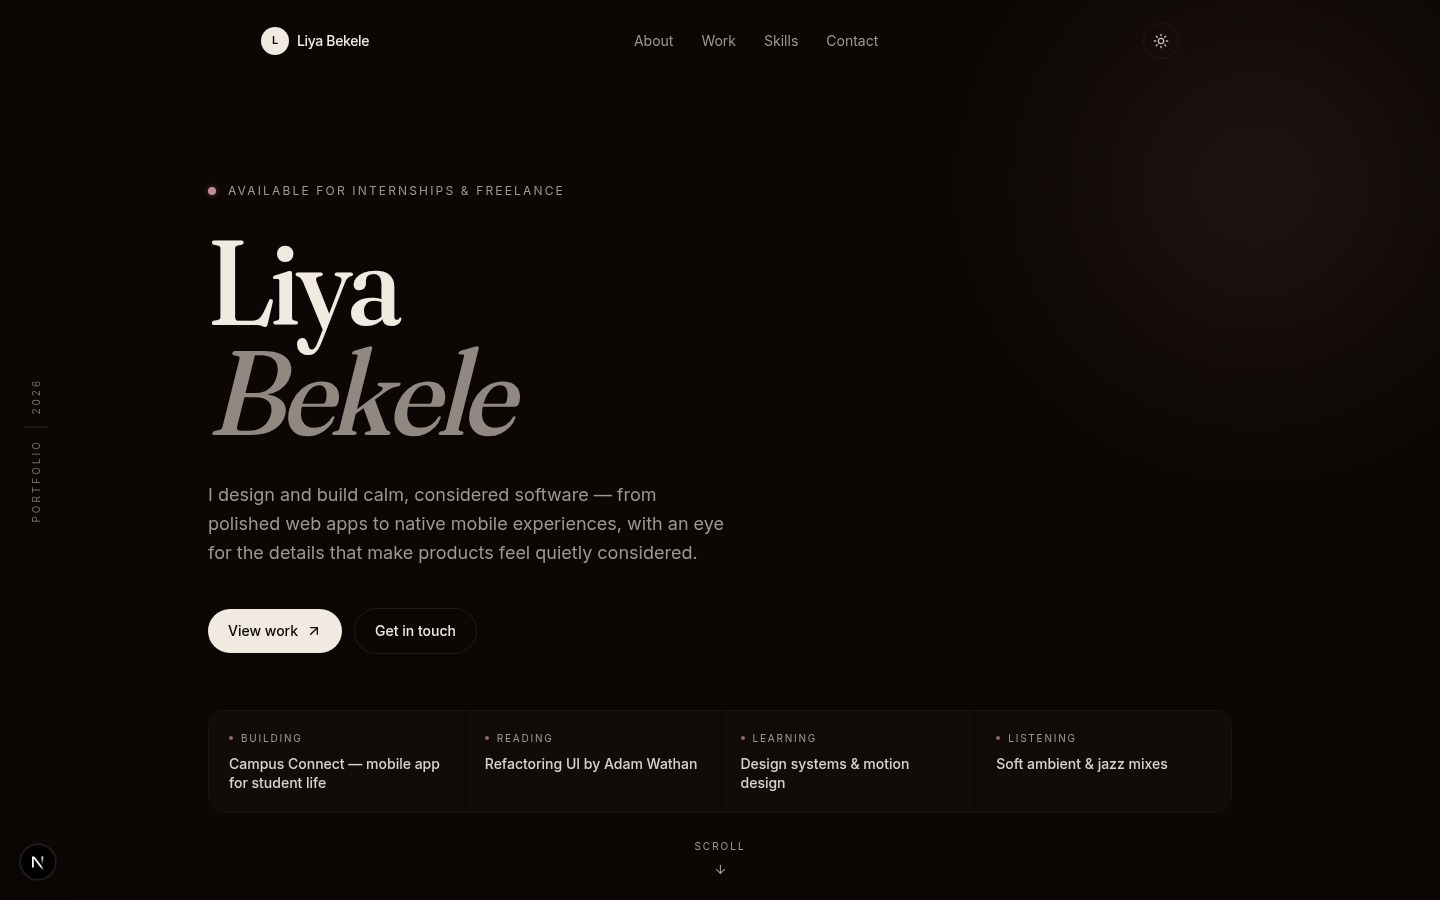 L Liya Bekele
About Work Skills Contact
AVAILABLE FOR INTERNSHIPS & FREELANCE
Liya
Bekele
PORTFOLIO 2026
I design and build calm, considered software — from
polished web apps to native mobile experiences, with an eye
for the details that make products feel quietly considered.
View work
Get in touch
BUILDING
Campus Connect — mobile app
for student life
READING
Refactoring UI by Adam Wathan
LEARNING
Design systems & motion
design
LISTENING
Soft ambient & jazz mixes
SCROLL
N